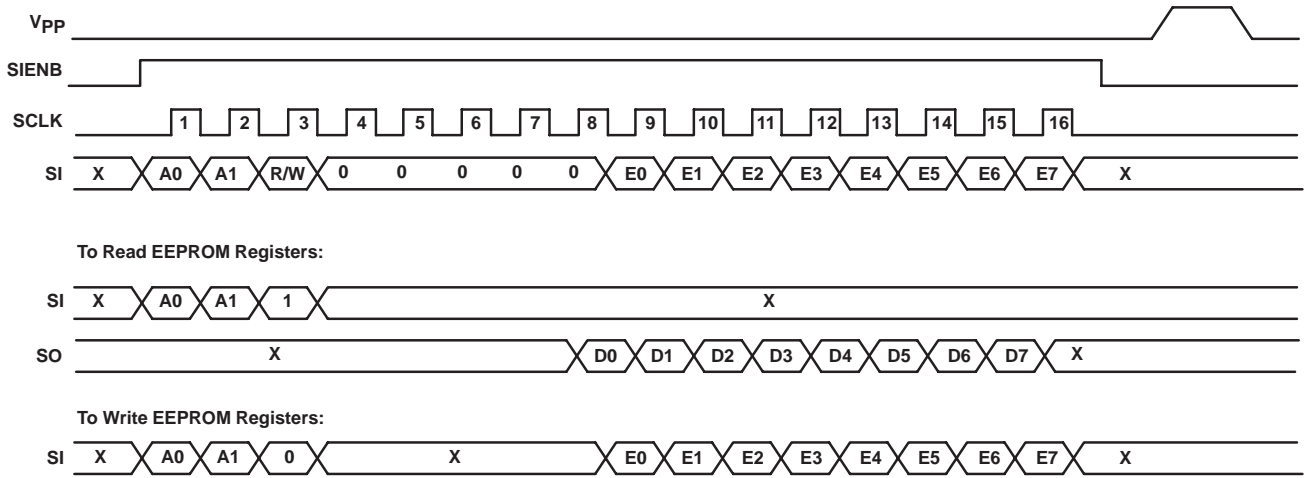 VPP
SIENB
SCLK 1 2 3 4 5 6 7 8 9 10 11 12 13 14 15 16
SI X A0 A1 R/W 0 0 0 0 0 E0 E1 E2 E3 E4 E5 E6 E7 X
To Read EEPROM Registers:
SI X A0 A1 1 X
SO X D0 D1 D2 D3 D4 D5 D6 D7 X
To Write EEPROM Registers:
SI X A0 A1 0 X E0 E1 E2 E3 E4 E5 E6 E7 X